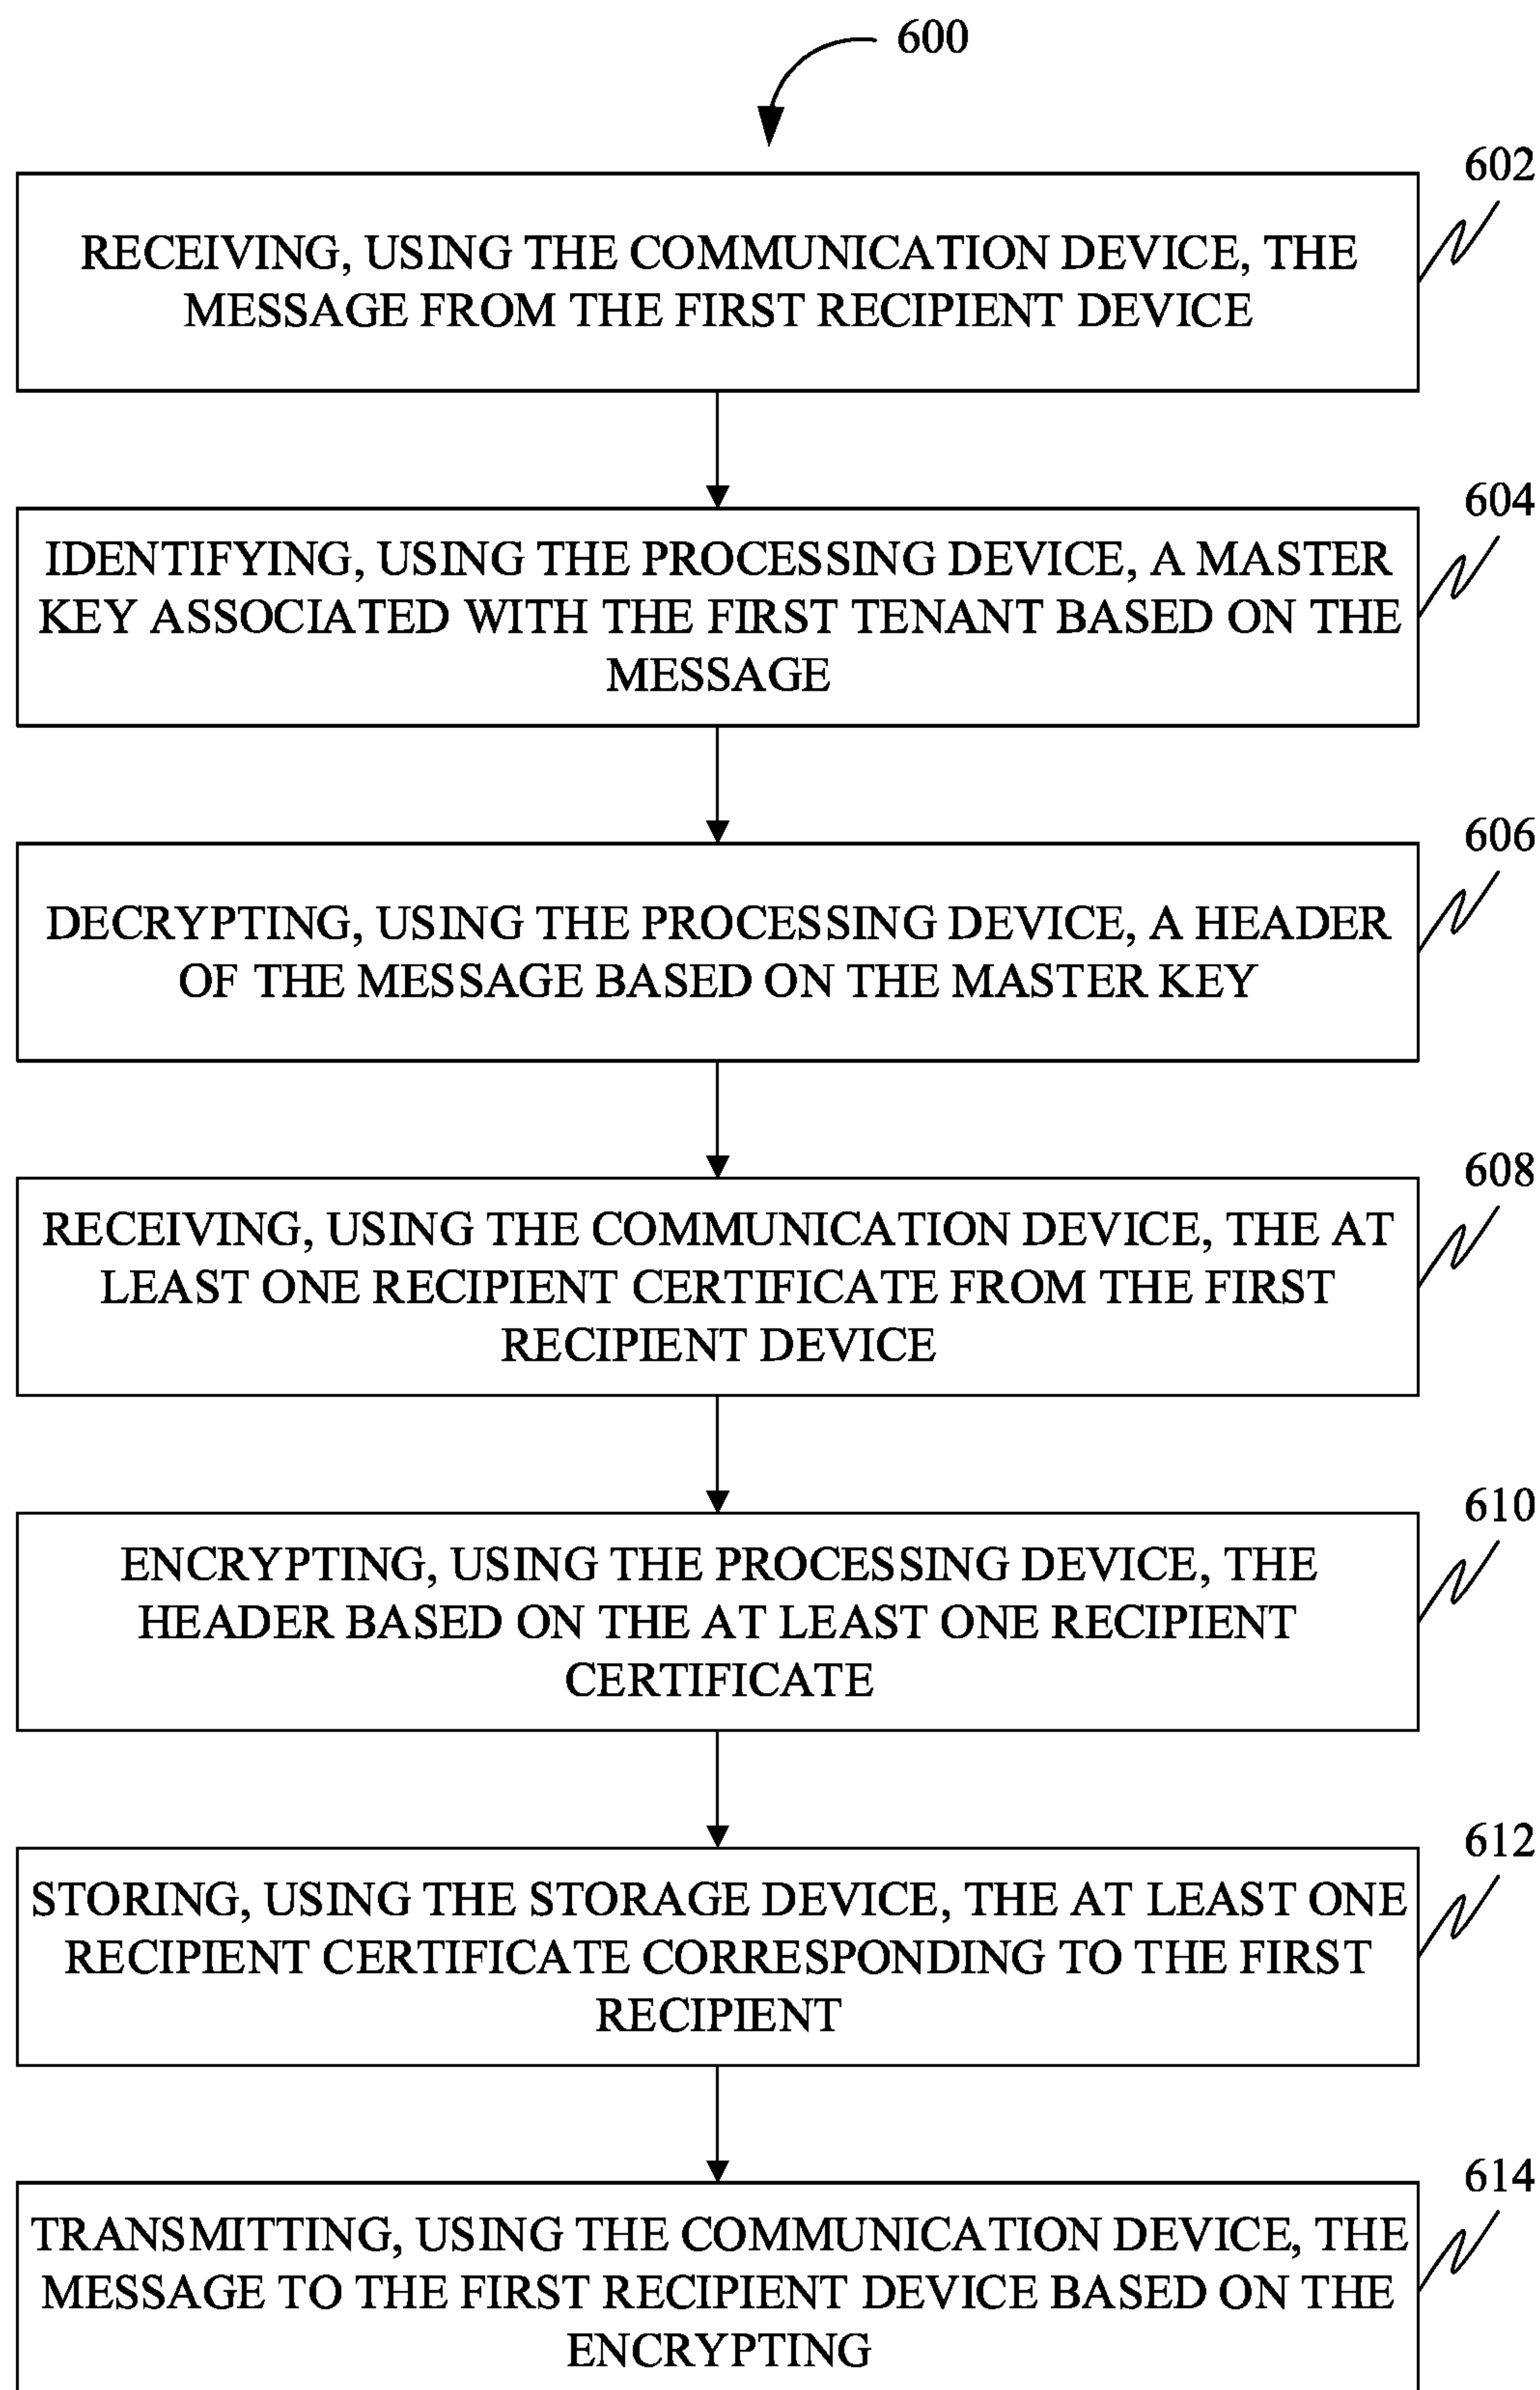 600
602
RECEIVING, USING THE COMMUNICATION DEVICE, THE
MESSAGE FROM THE FIRST RECIPIENT DEVICE
604
IDENTIFYING, USING THE PROCESSING DEVICE, A MASTER
KEY ASSOCIATED WITH THE FIRST TENANT BASED ON THE
MESSAGE
606
DECRYPTING, USING THE PROCESSING DEVICE, A HEADER
OF THE MESSAGE BASED ON THE MASTER KEY
608
RECEIVING, USING THE COMMUNICATION DEVICE, THE AT
LEAST ONE RECIPIENT CERTIFICATE FROM THE FIRST
RECIPIENT DEVICE
610
ENCRYPTING, USING THE PROCESSING DEVICE, THE
HEADER BASED ON THE AT LEAST ONE RECIPIENT
CERTIFICATE
612
STORING, USING THE STORAGE DEVICE, THE AT LEAST ONE
RECIPIENT CERTIFICATE CORRESPONDING TO THE FIRST
RECIPIENT
614
TRANSMITTING, USING THE COMMUNICATION DEVICE, THE
MESSAGE TO THE FIRST RECIPIENT DEVICE BASED ON THE
ENCRYPTING